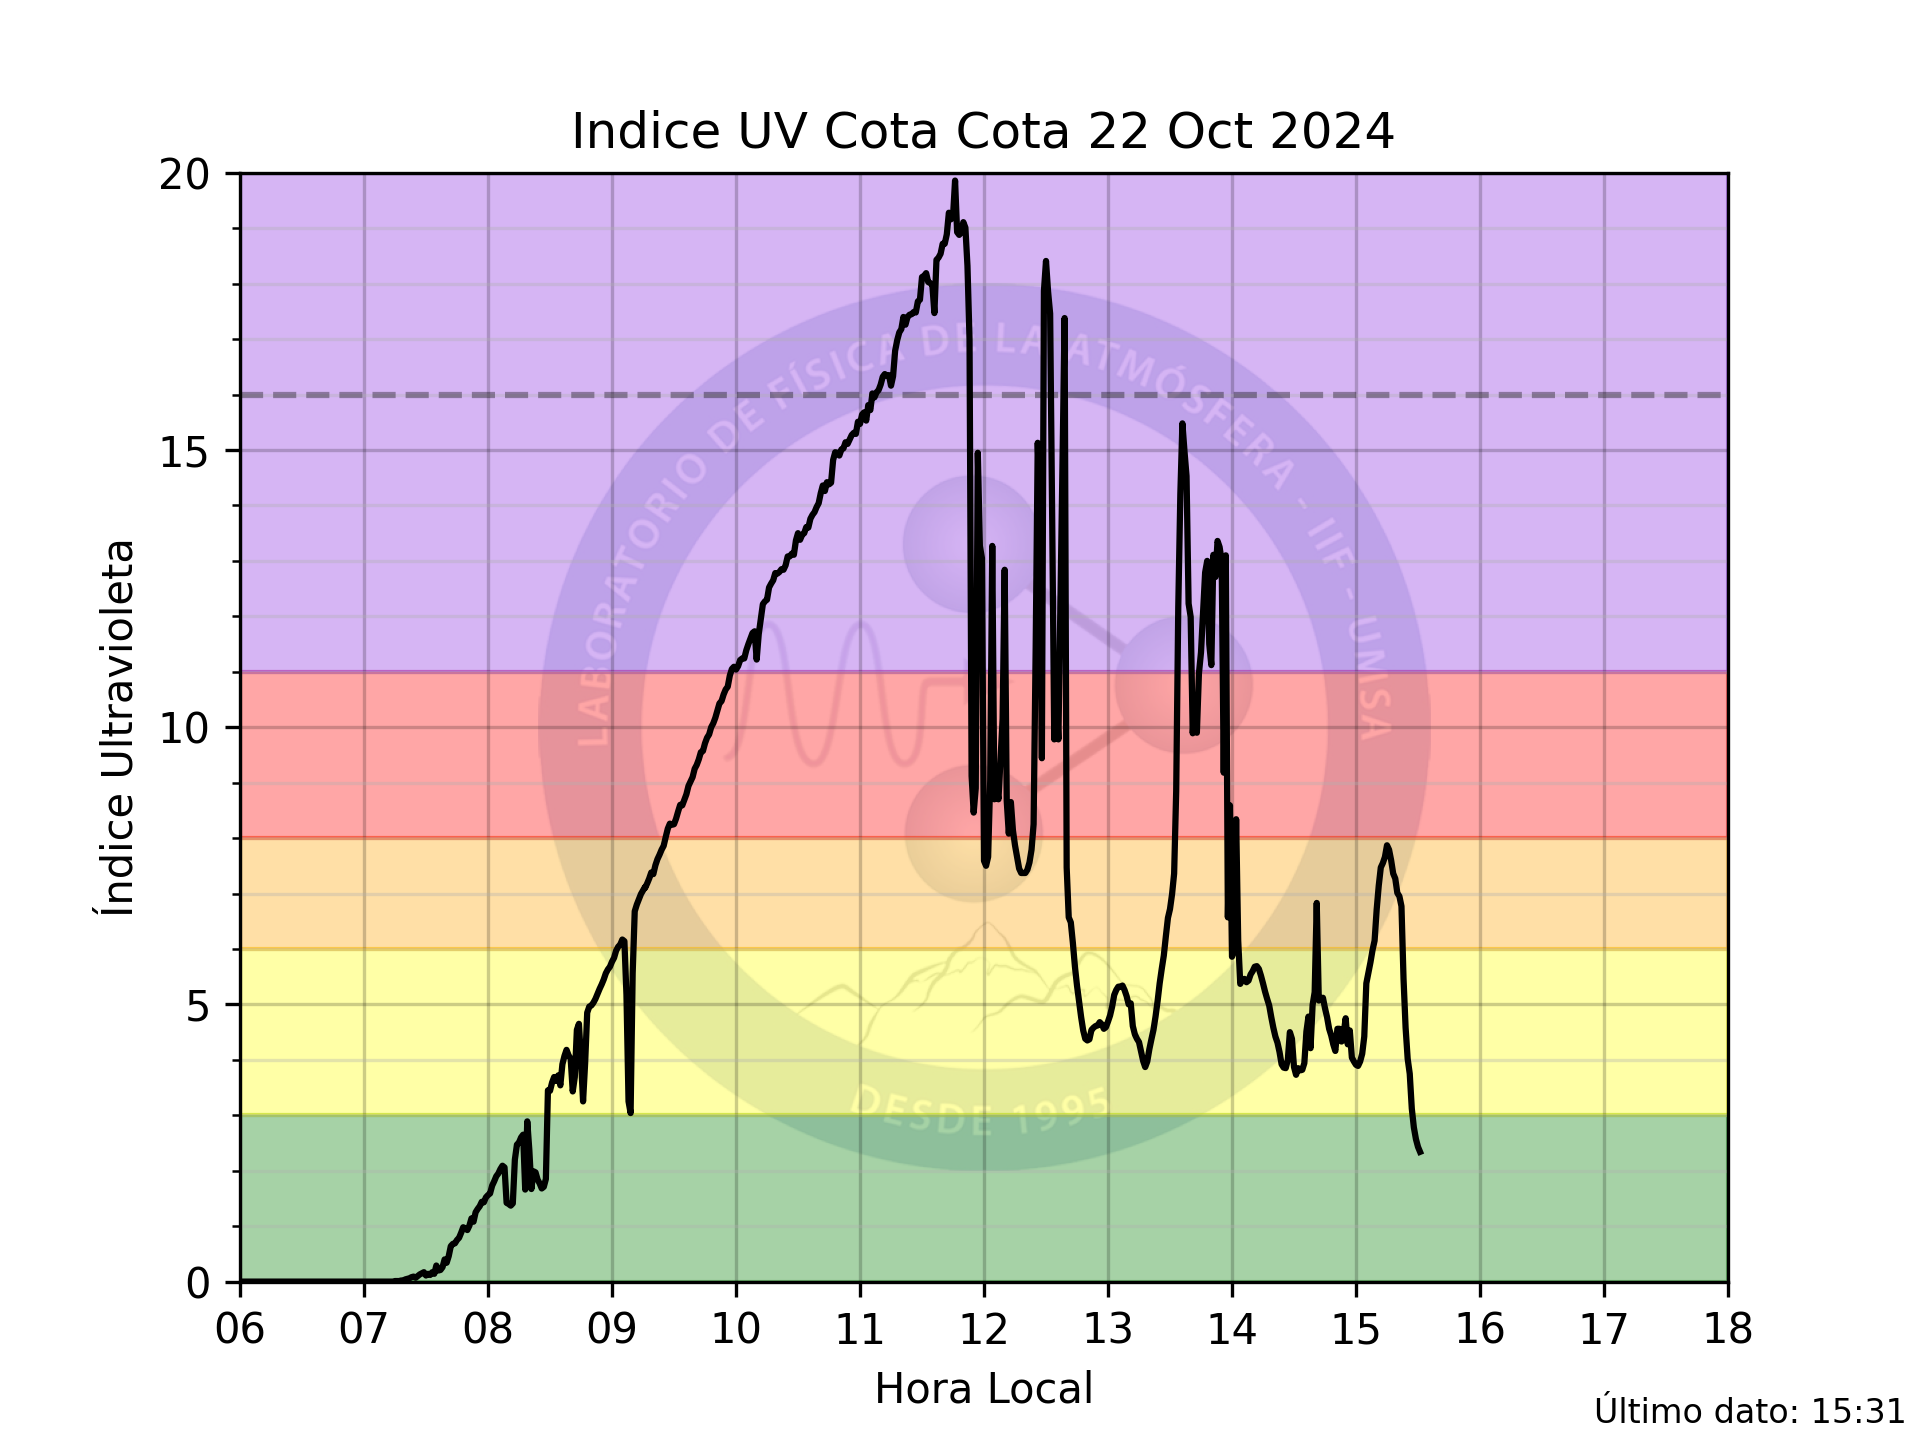 Indice UV Cota Cota 22 Oct 2024
20
15
10
5
0
Índice Ultravioleta
LABORATORIO DE FÍSICA DE LA ATMÓSFERA - IIF - UMSA
DESDE 1995
06 07 08 09 10 11 12 13 14 15 16 17 18
Hora Local
Último dato: 15:31